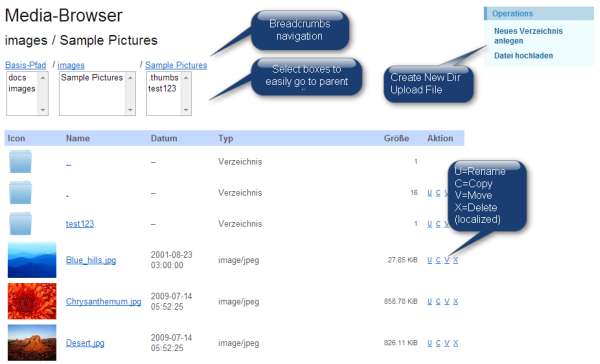 Media-Browser
images / Sample Pictures
Breadcrumbs
navigation
Operations
Neues Verzeichnis
anlegen
Datei hochladen
Basis-Pfad / images / Sample Pictures
docs
images
Sample Pictures
.thumbs
test123
Select boxes to
easily go to parent
Create New Dir
Upload File
Icon Name Datum Typ Größe Aktion
.. – Verzeichnis 1
. – Verzeichnis 16 U C
test123 – Verzeichnis 1 U C
U=Rename
C=Copy
V=Move
X=Delete
(localized)
Blue_hills.jpg 2001-08-23 03:00:00 image/jpeg 27.85 KiB U C V X
Chrysanthemum.jpg 2009-07-14 05:52:25 image/jpeg 858.78 KiB U C V X
Desert.jpg 2009-07-14 05:52:25 image/jpeg 826.11 KiB U C V X